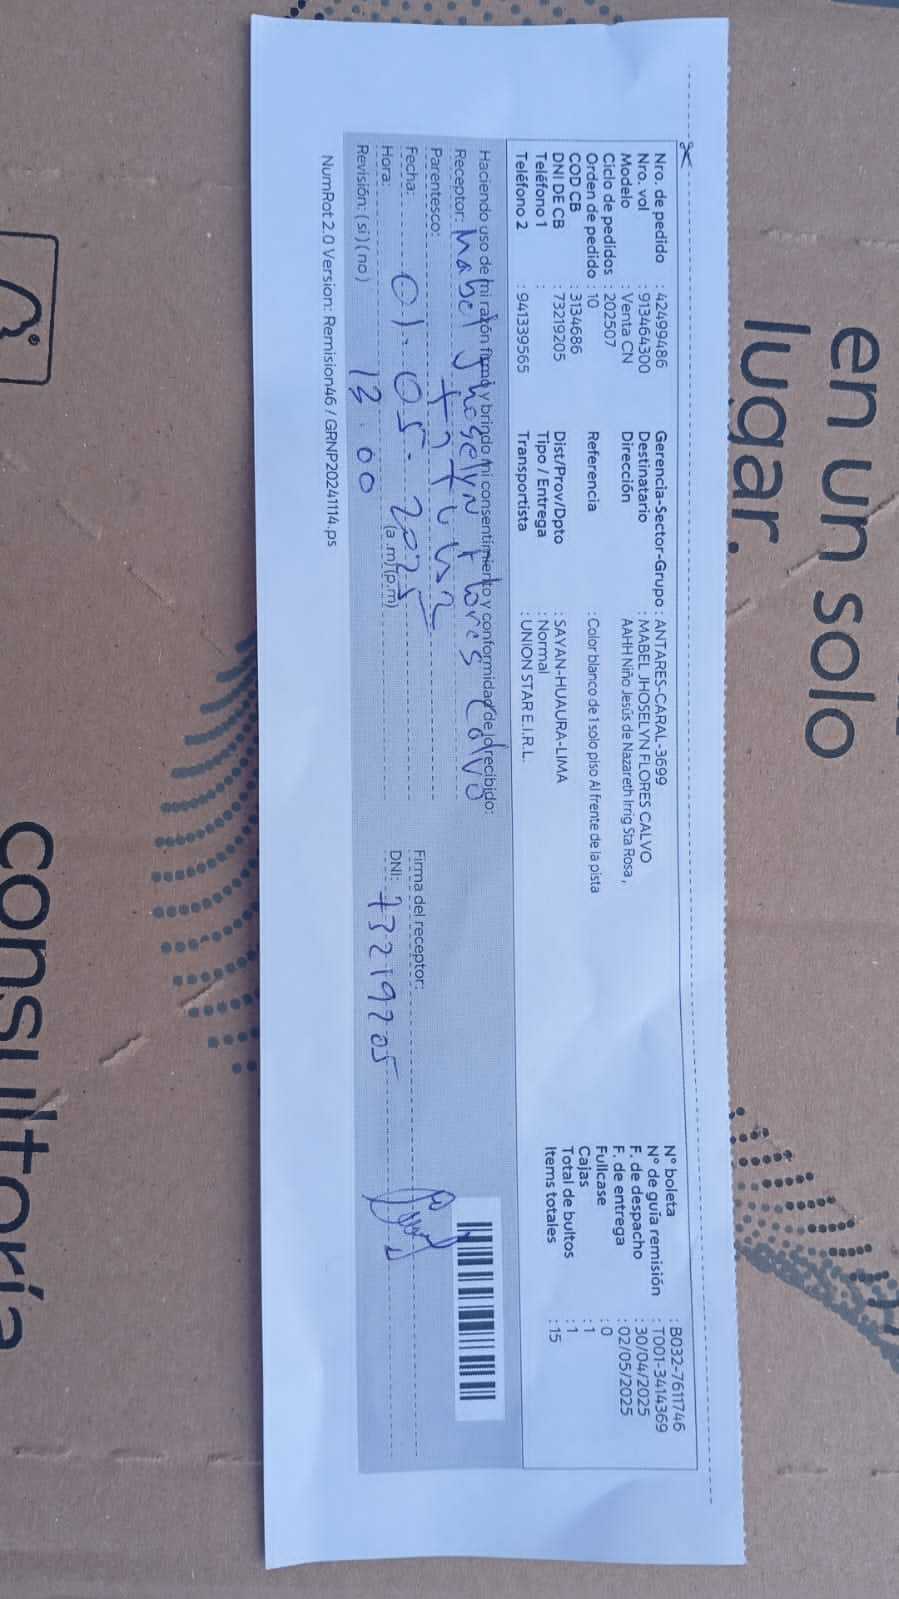 en un solo
lugar.
Nro. de pedido : 42499486
Nro. vol : 913464300
Modelo : Venta CN
Ciclo de pedidos : 202507
Orden de pedido : 10
COD CB : 3134686
DNI DE CB : 73219205
Teléfono 1 :
Teléfono 2 : 941339565
Gerencia-Sector-Grupo : ANTARES-CARAL-3699
Destinatario : MABEL JHOSELYN FLORES CALVO
Dirección AAHH Niño Jesús de Nazareth Irrig Sta Rosa ,
Referencia : Color blanco de 1 solo piso Al frente de la pista
Dist/Prov/Dpto : SAYAN-HUAURA-LIMA
Tipo / Entrega : Normal
Transportista : UNION STAR E.I.R.L.
N° boleta : B032-7611746
N° de guía remisión : T001-3414369
F. de despacho : 30/04/2025
F. de entrega : 02/05/2025
Fullcase : 0
Cajas : 1
Total de bultos : 1
Items totales : 15
Haciendo uso de mi razón firmo y brindo mi consentimiento y conformidad de lo recibido:
Receptor: Mabel Jhoselyn Flores Calvo
Parentesco:
Fecha: 01-05-2025
Hora: 13:00 (a.m) (p.m)
Revisión: (si) (no)
Firma del receptor:
DNI: 73219205
NumRot 2.0 Version: Remision46 / GRNP20241114.ps
consultoría